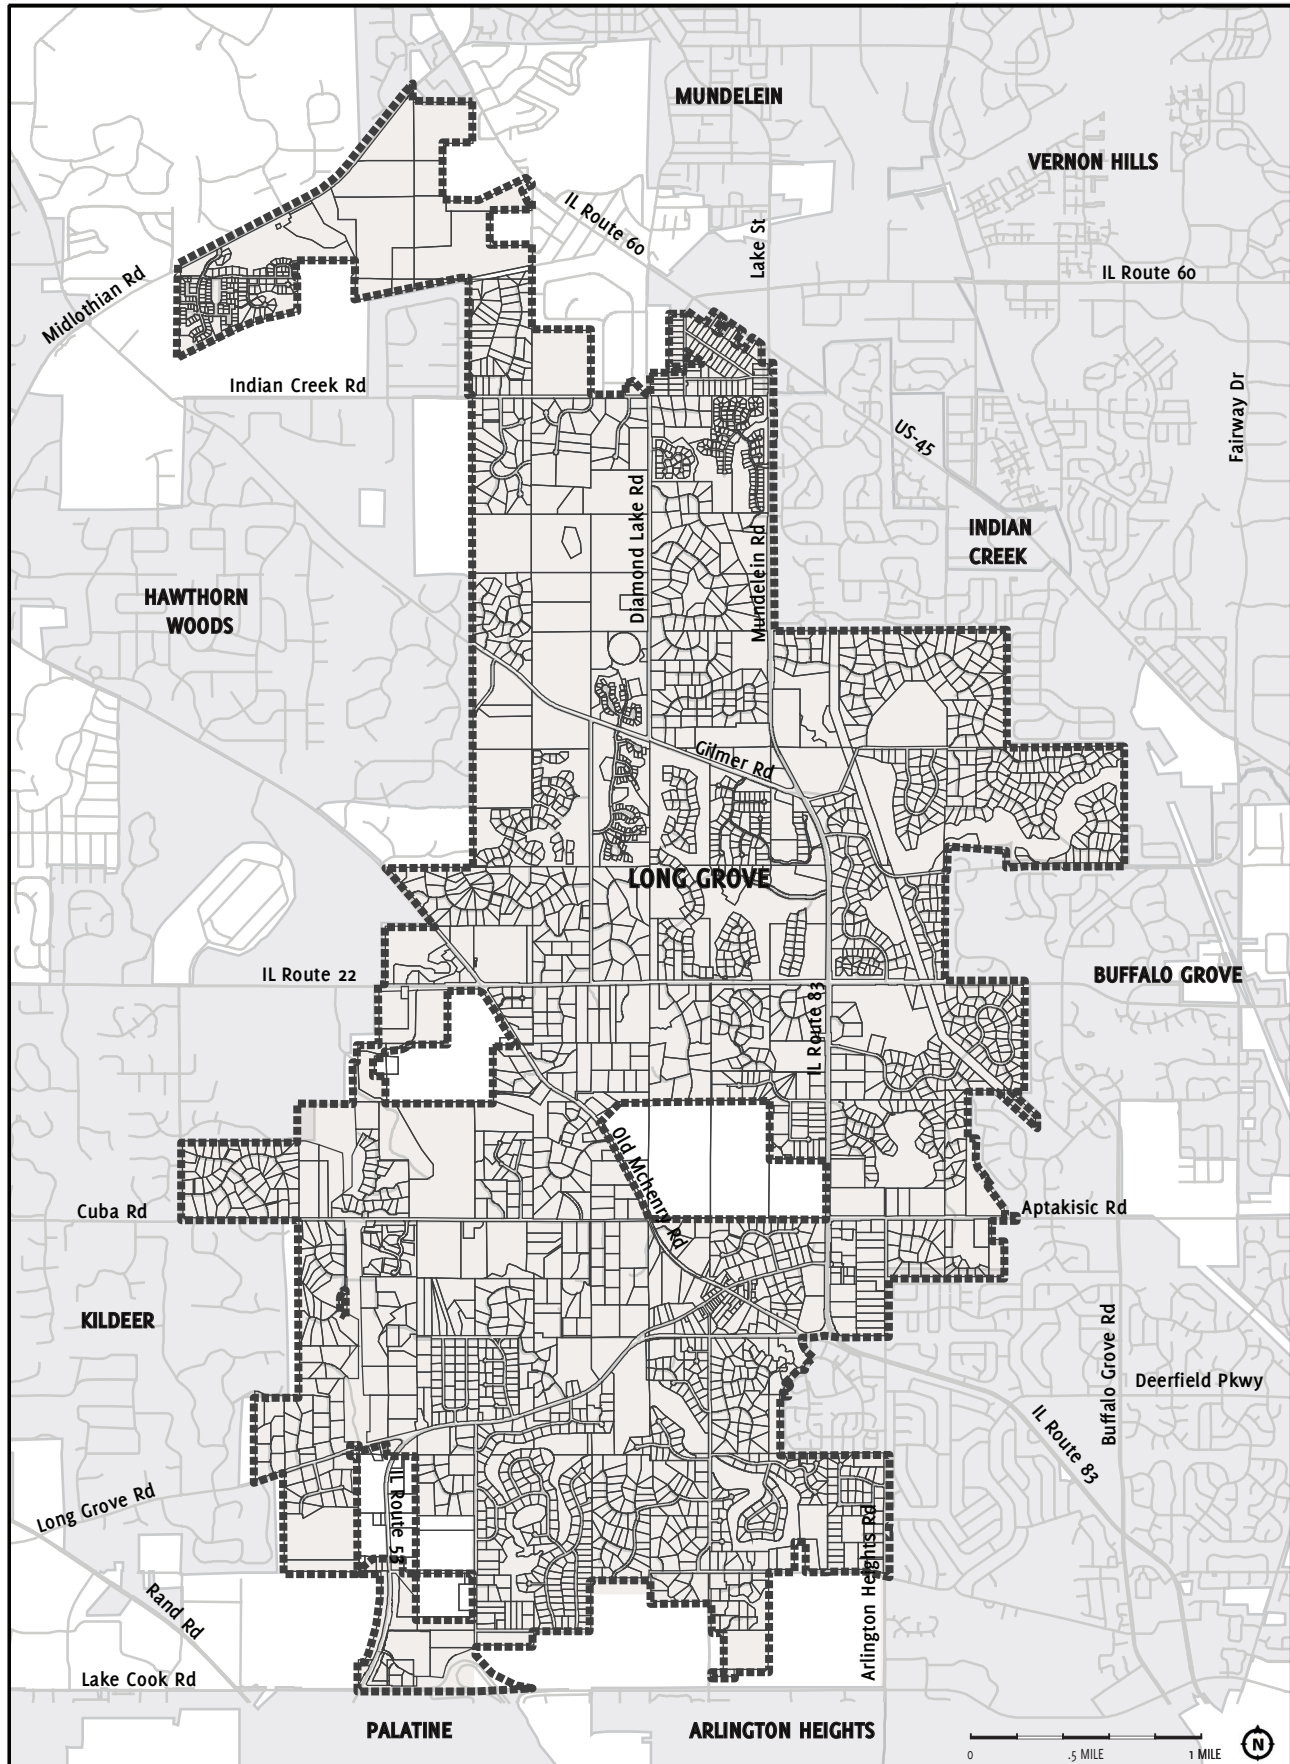 MUNDELEIN
VERNON HILLS
IL Route 60
Lake St
IL Route 60
Midlothian Rd
Indian Creek Rd
Fairway Dr
US-45
Diamond Lake Rd
Mundelein Rd
INDIAN
CREEK
HAWTHORN
WOODS
Gilmer Rd
LONG GROVE
IL Route 22
BUFFALO GROVE
IL Route 83
Old Mchenry Rd
Cuba Rd
Aptakisic Rd
KILDEER
Buffalo Grove Rd
Deerfield Pkwy
IL Route 83
Long Grove Rd
IL Route 53
Arlington Heights Rd
Rand Rd
Lake Cook Rd
PALATINE
ARLINGTON HEIGHTS
0 .5 MILE 1 MILE
N